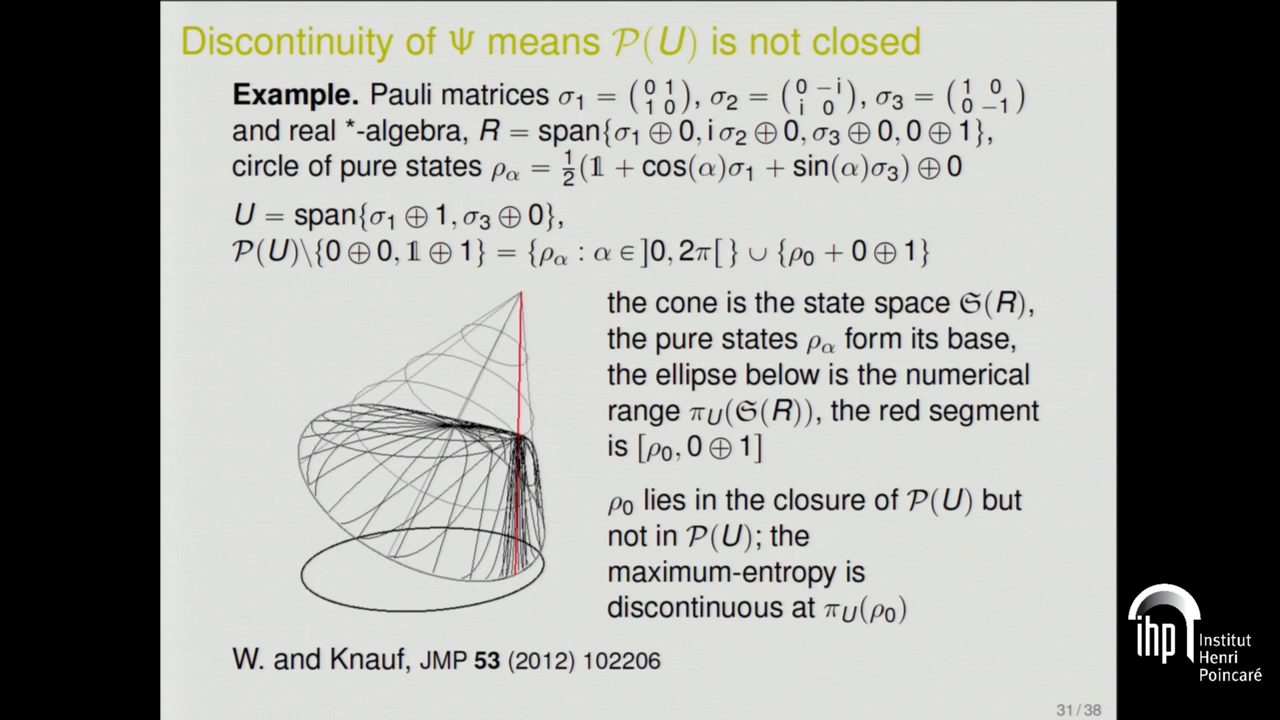 Discontinuity of Ψ means 𝒫(U) is not closed
Example. Pauli matrices σ₁ = (0 1 / 1 0), σ₂ = (0 −i / i 0), σ₃ = (1 0 / 0 −1)
and real *-algebra, R = span{σ₁ ⊕ 0, i σ₂ ⊕ 0, σ₃ ⊕ 0, 0 ⊕ 1},
circle of pure states ρ_α = ½(𝟙 + cos(α)σ₁ + sin(α)σ₃) ⊕ 0
U = span{σ₁ ⊕ 1, σ₃ ⊕ 0},
𝒫(U)\{0 ⊕ 0, 𝟙 ⊕ 1} = {ρ_α : α ∈ ]0, 2π[ } ∪ {ρ₀ + 0 ⊕ 1}
the cone is the state space 𝔖(R),
the pure states ρ_α form its base,
the ellipse below is the numerical
range π_U(𝔖(R)), the red segment
is [ρ₀, 0 ⊕ 1]
ρ₀ lies in the closure of 𝒫(U) but
not in 𝒫(U); the
maximum-entropy is
discontinuous at π_U(ρ₀)
W. and Knauf, JMP 53 (2012) 102206
31 / 38
ihp
Institut
Henri
Poincaré